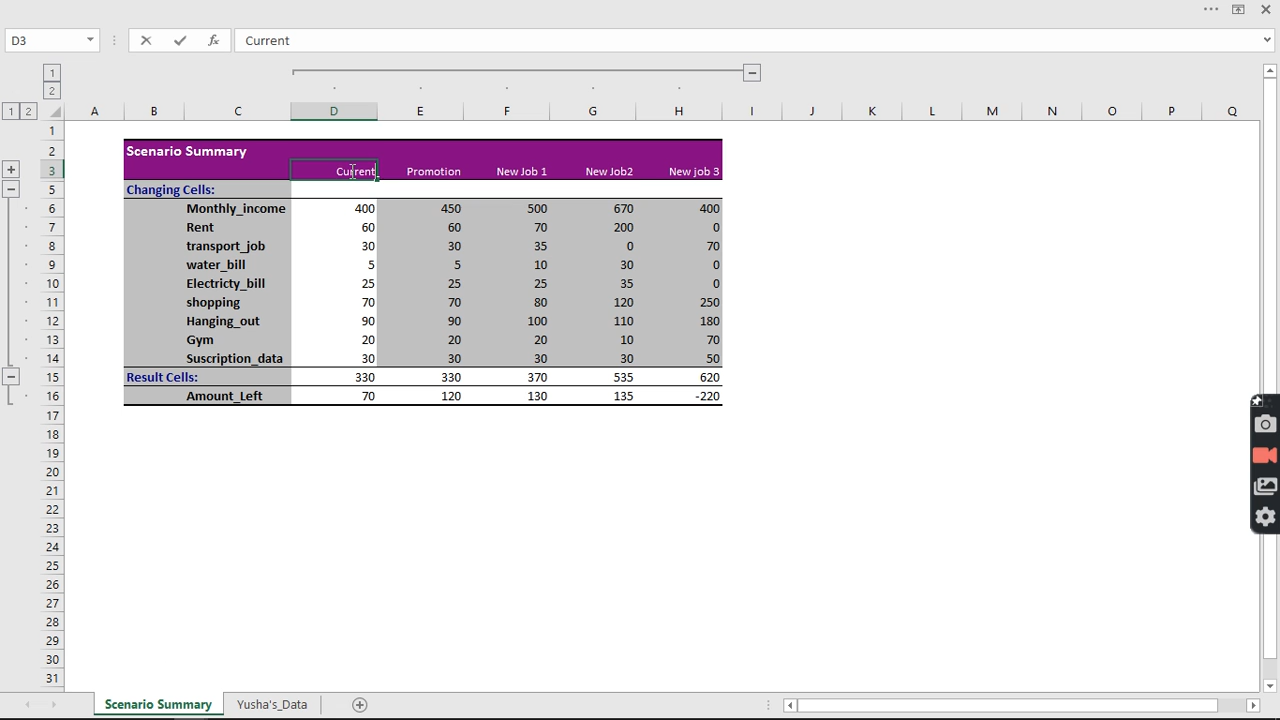 D3 fx Current
1
2
1 2 A B C D E F G H I J K L M N O P Q
1
2 Scenario Summary
3 Current Promotion New Job 1 New Job2 New job 3
5 Changing Cells:
6 Monthly_income 400 450 500 670 400
7 Rent 60 60 70 200 0
8 transport_job 30 30 35 0 70
9 water_bill 5 5 10 30 0
10 Electricty_bill 25 25 25 35 0
11 shopping 70 70 80 120 250
12 Hanging_out 90 90 100 110 180
13 Gym 20 20 20 10 70
14 Suscription_data 30 30 30 30 50
15 Result Cells: 330 330 370 535 620
16 Amount_Left 70 120 130 135 -220
17
18
19
20
21
22
23
24
25
26
27
28
29
30
31
Scenario Summary Yusha's_Data